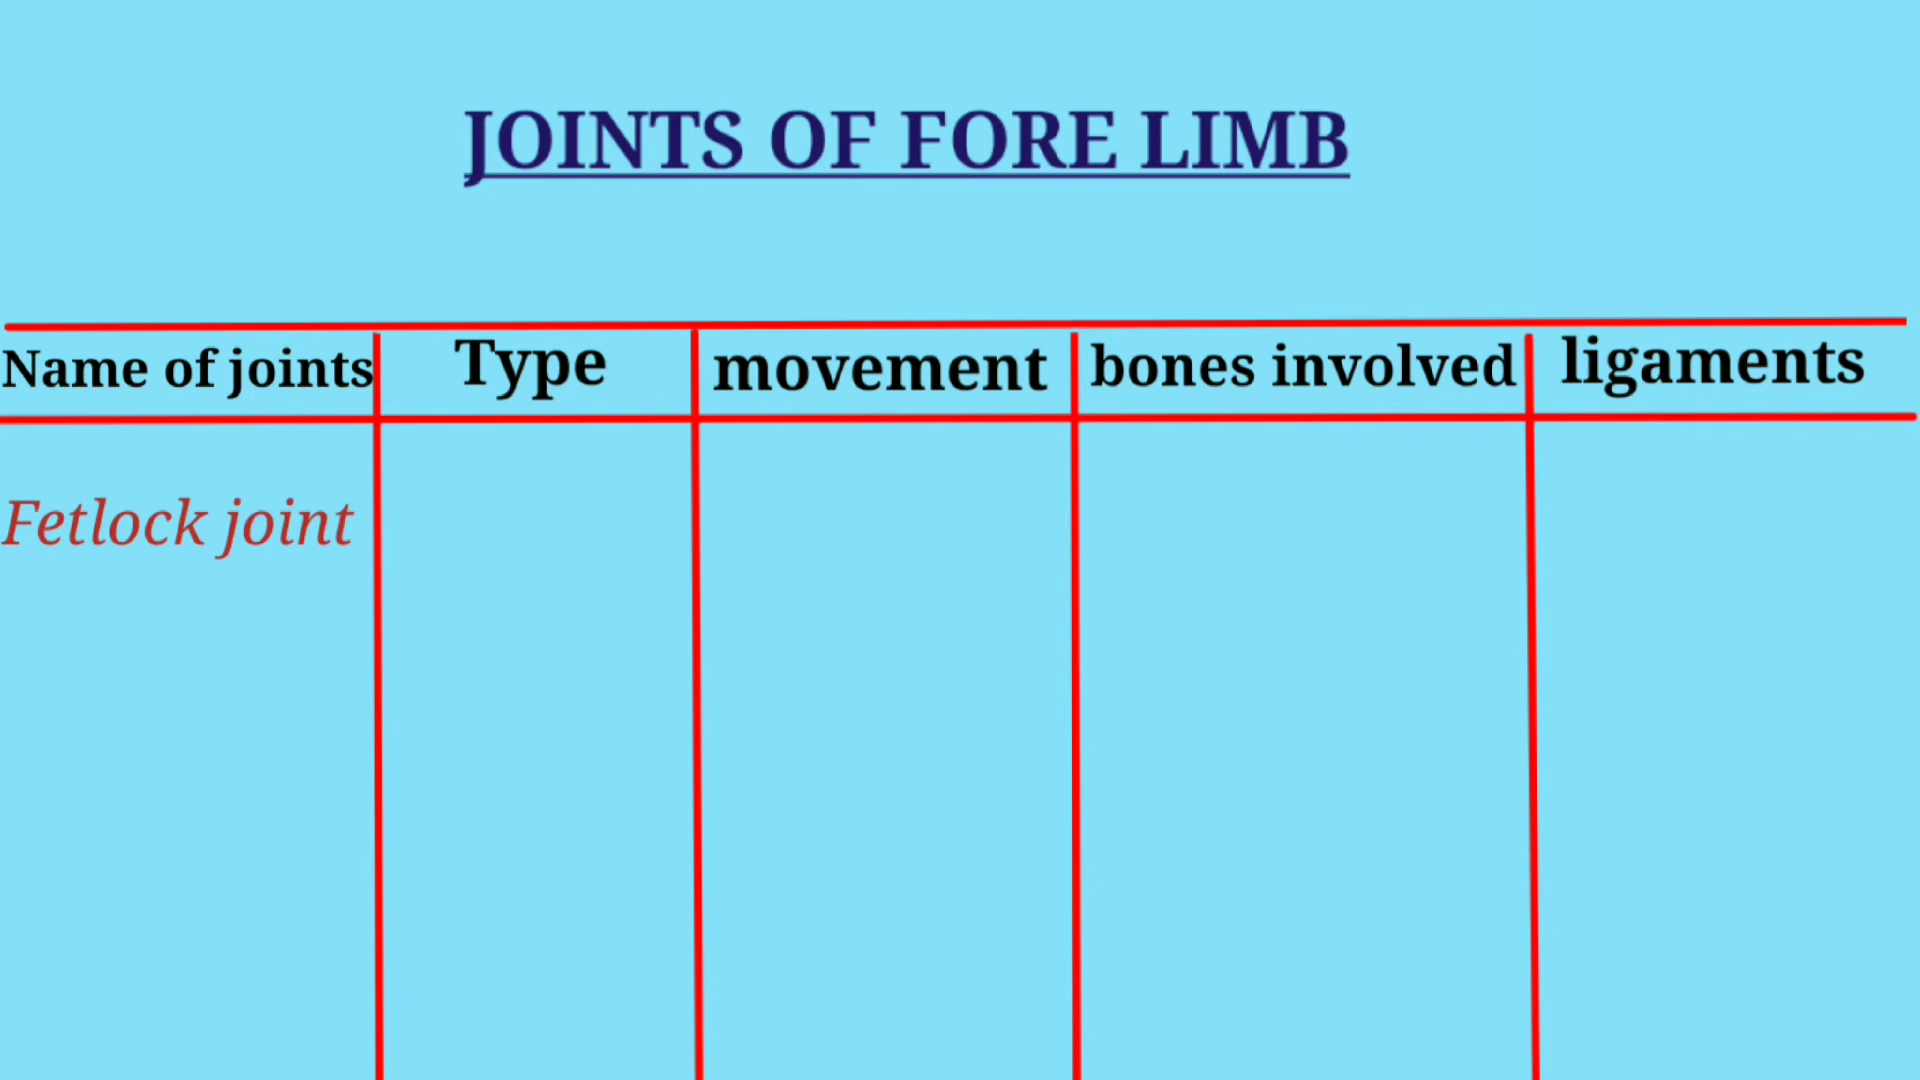 JOINTS OF FORE LIMB
Name of joints Type movement bones involved ligaments
Fetlock joint